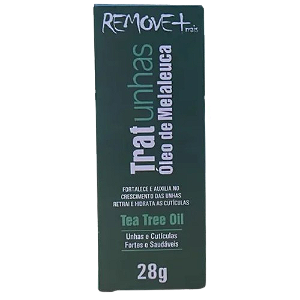 REMOVE+
mais
Trat unhas
Óleo de Melaleuca
FORTALECE E AUXILIA NO
CRESCIMENTO DAS UNHAS
RETRAI E HIDRATA AS CUTÍCULAS
Tea Tree Oil
Unhas e Cutículas
Fortes e Saudáveis
28g